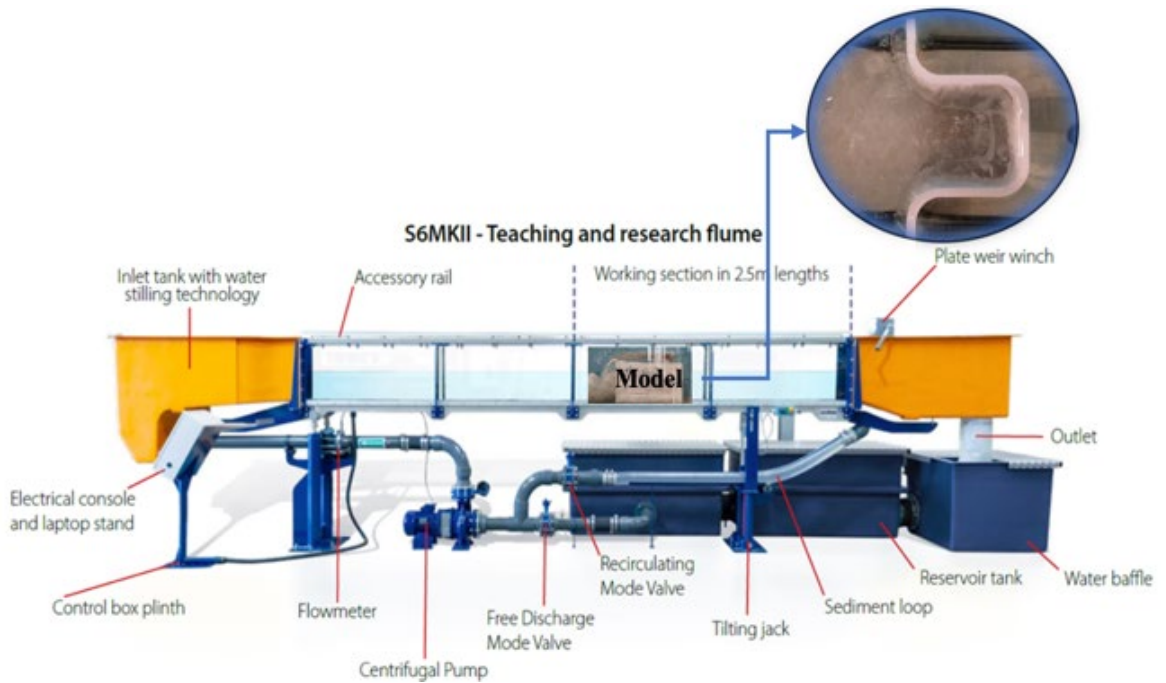 S6MKII - Teaching and research flume
Plate weir winch
Inlet tank with water
stilling technology
Accessory rail
Working section in 2.5m lengths
Model
Outlet
Electrical console
and laptop stand
Control box plinth
Flowmeter
Centrifugal Pump
Free Discharge
Mode Valve
Recirculating
Mode Valve
Tilting jack
Sediment loop
Reservoir tank
Water baffle